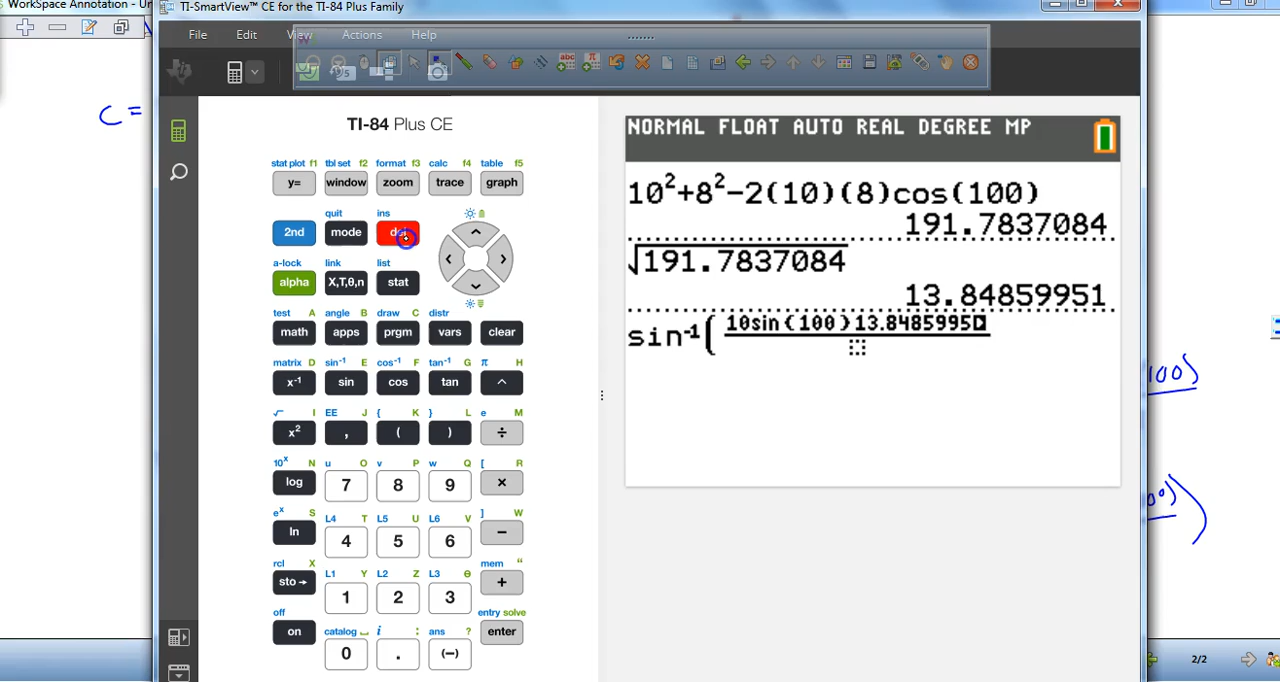 WorkSpace Annotation - Un
TI-SmartView™ CE for the TI-84 Plus Family
File Edit View Actions Help
C =
TI-84 Plus CE
stat plot f1 tbl set f2 format f3 calc f4 table f5
y= window zoom trace graph
quit ins
2nd mode del
a-lock link list
alpha X,T,θ,n stat
test A angle B draw C distr
math apps prgm vars clear
matrix D sin⁻¹ E cos⁻¹ F tan⁻¹ G π H
x⁻¹ sin cos tan ^
√ I EE J { K } L e M
x² , ( ) ÷
10ˣ N u O v P w Q [ R
log 7 8 9 ×
eˣ S L4 T L5 U L6 V ] W
ln 4 5 6 −
rcl X L1 Y L2 Z L3 θ mem "
sto→ 1 2 3 +
off catalog ␣ i : ans ? entry solve
on 0 . (−) enter
NORMAL FLOAT AUTO REAL DEGREE MP
10²+8²−2(10)(8)cos(100)
191.7837084
√191.7837084
13.84859951
sin⁻¹(10sin(100)13.8485995
100)
00)
2/2